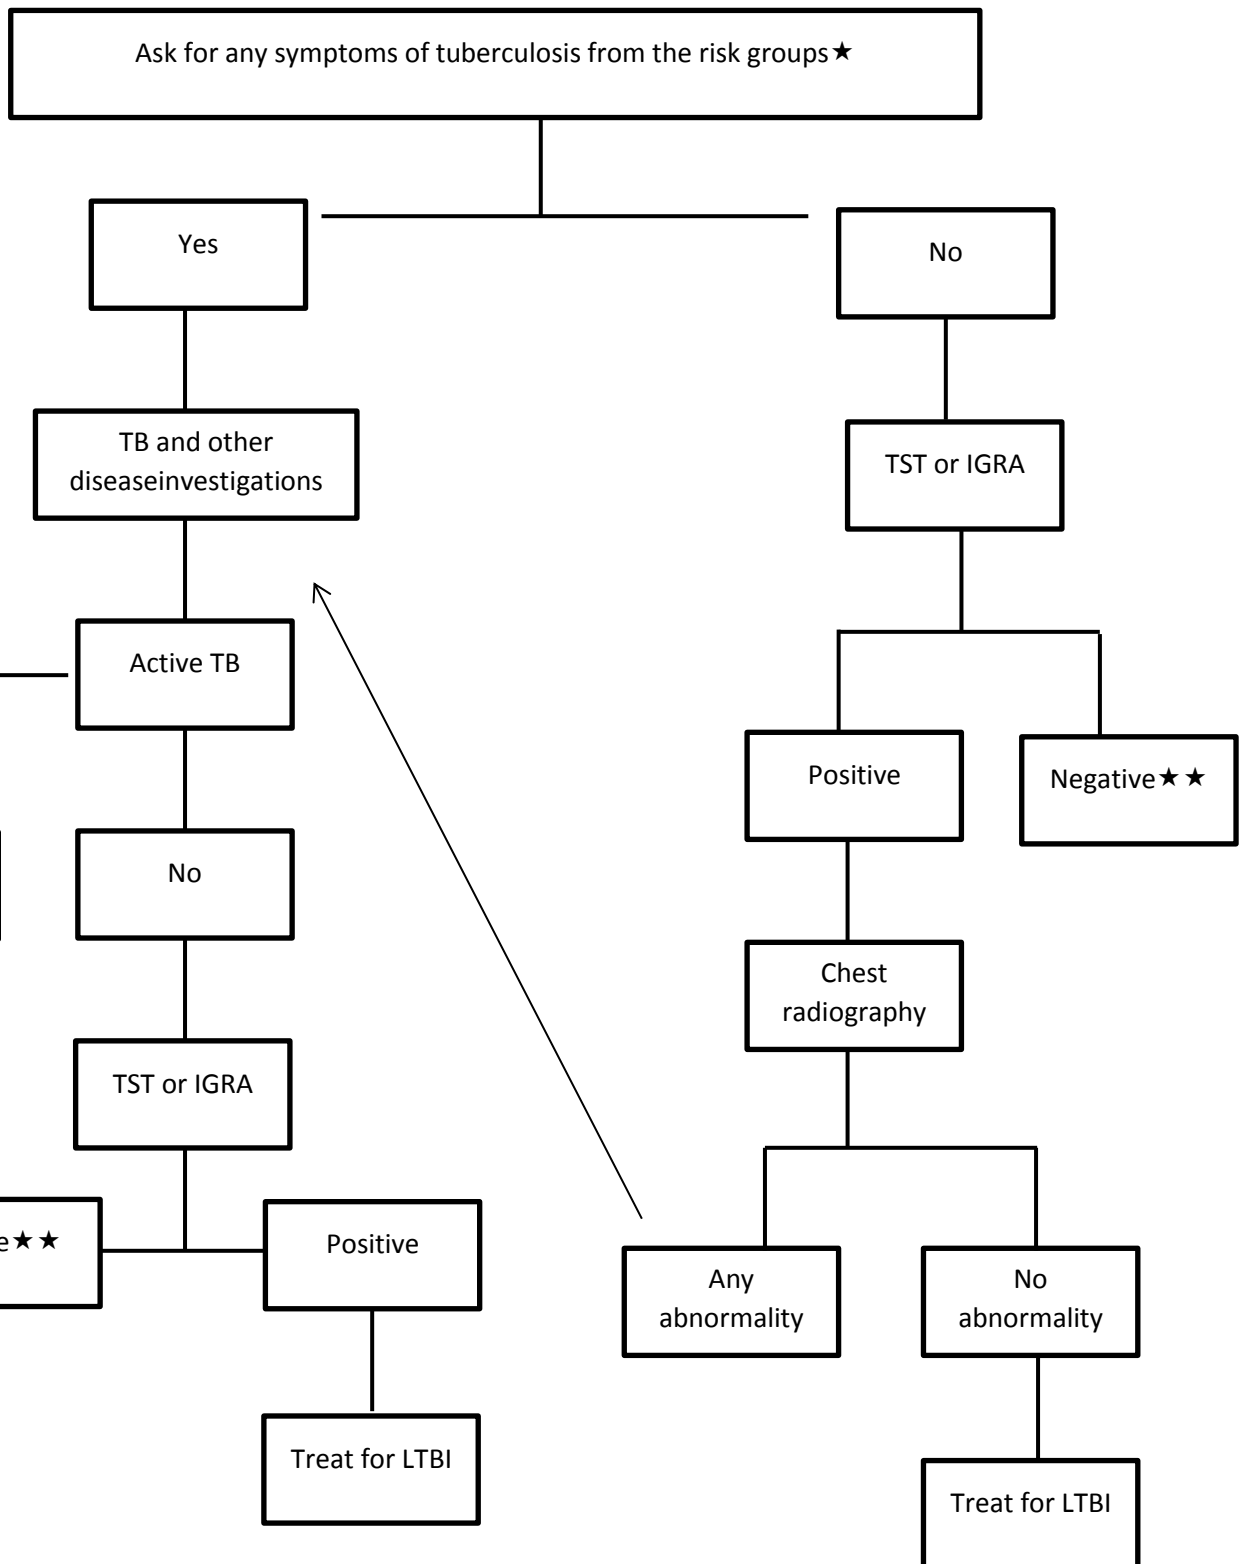 Ask for any symptoms of tuberculosis from the risk groups★
Yes
No
TB and other
diseaseinvestigations
TST or IGRA
Active TB
Positive
Negative★★
No
Chest
radiography
TST or IGRA
e★★
Positive
Any
abnormality
No
abnormality
Treat for LTBI
Treat for LTBI